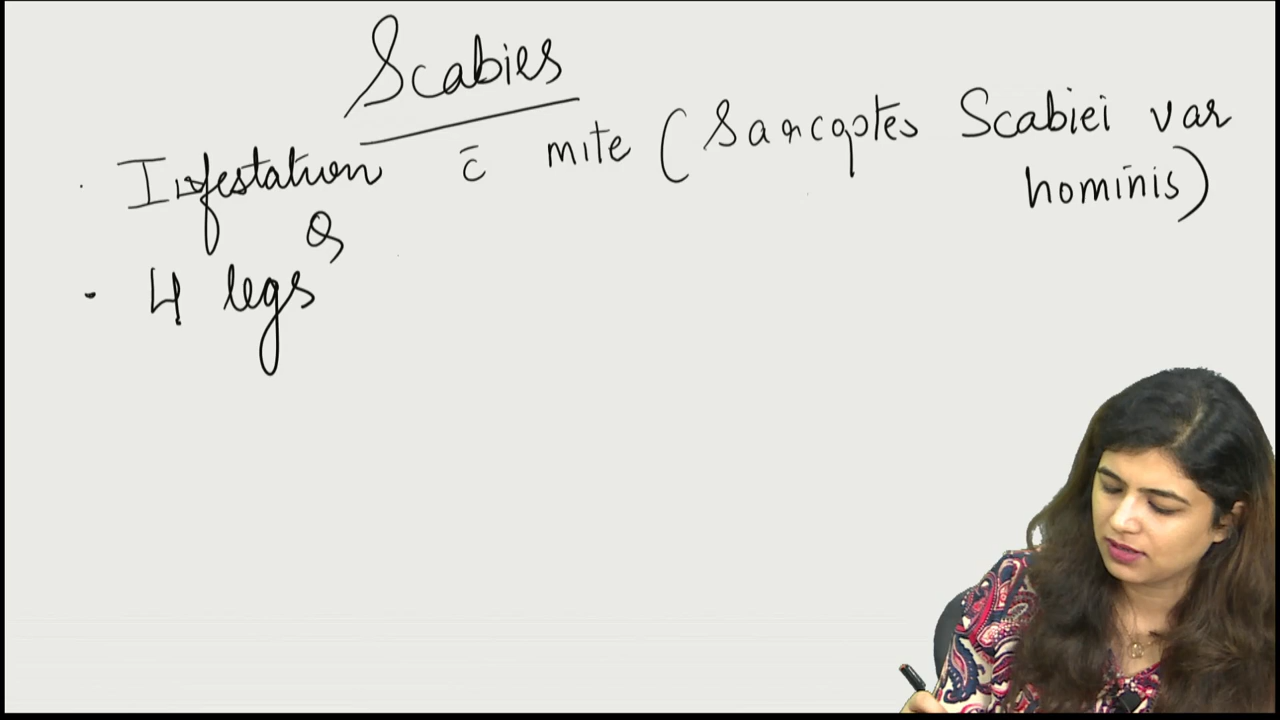 Scabies
· Infestation c̄ mite (Sarcoptes Scabiei var
hominis)
· 4 legs